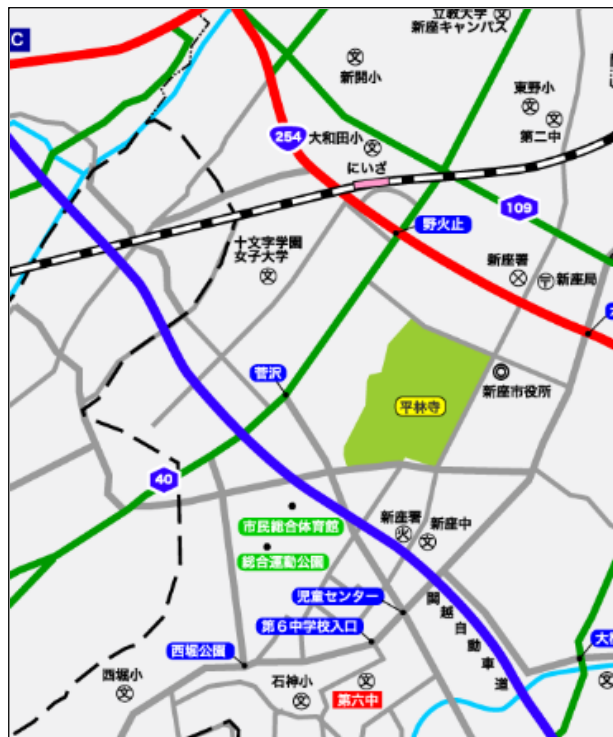 立教大学
新座キャンパス
C
新開小
東野小
254
大和田小
第二中
にいざ
109
野火止
十文字学園
女子大学
新座署
新座局
菅沢
新座市役所
平林寺
40
市民総合体育館
新座署
新座中
総合運動公園
児童センター
関越自動車道
第6中学校入口
西堀公園
西堀小
石神小
第六中